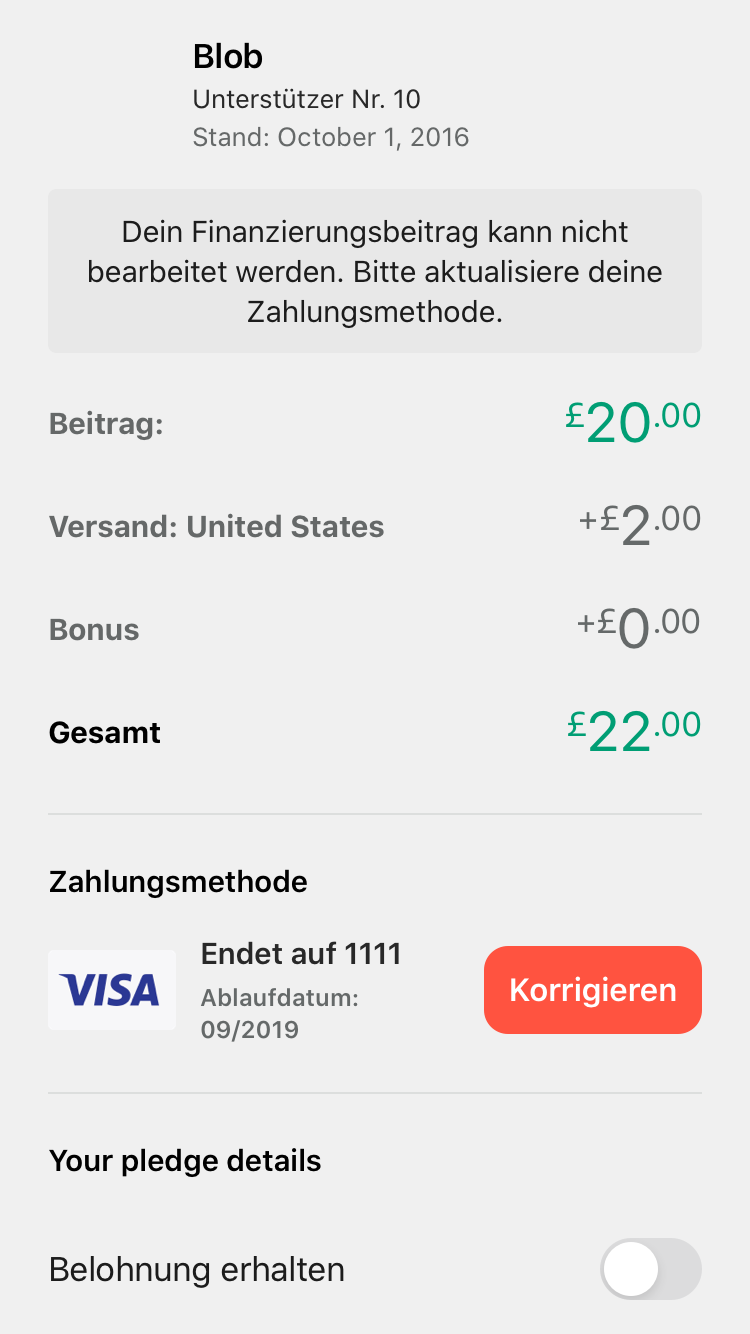 Blob
Unterstützer Nr. 10
Stand: October 1, 2016
Dein Finanzierungsbeitrag kann nicht
bearbeitet werden. Bitte aktualisiere deine
Zahlungsmethode.
Beitrag: £20.00
Versand: United States +£2.00
Bonus +£0.00
Gesamt £22.00
Zahlungsmethode
VISA
Endet auf 1111
Ablaufdatum:
09/2019
Korrigieren
Your pledge details
Belohnung erhalten